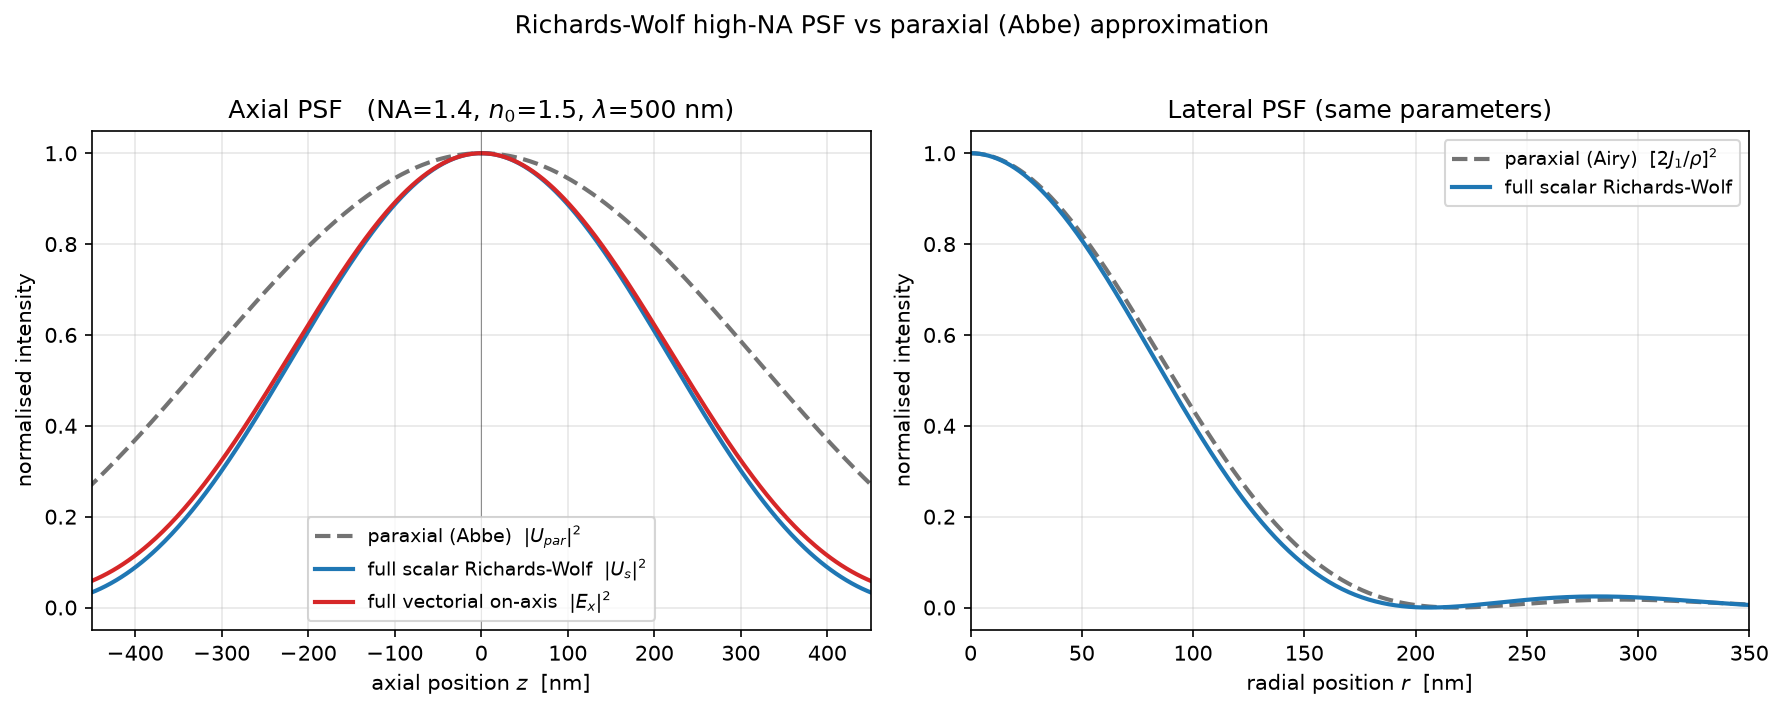 Richards-Wolf high-NA PSF vs paraxial (Abbe) approximation
Axial PSF (NA=1.4, n₀=1.5, λ=500 nm)
normalised intensity
1.0
0.8
0.6
0.4
0.2
0.0
paraxial (Abbe) |U_par|²
full scalar Richards-Wolf |U_s|²
full vectorial on-axis |E_x|²
−400 −300 −200 −100 0 100 200 300 400
axial position z [nm]
Lateral PSF (same parameters)
normalised intensity
1.0
0.8
0.6
0.4
0.2
0.0
paraxial (Airy) [2J₁/ρ]²
full scalar Richards-Wolf
0 50 100 150 200 250 300 350
radial position r [nm]